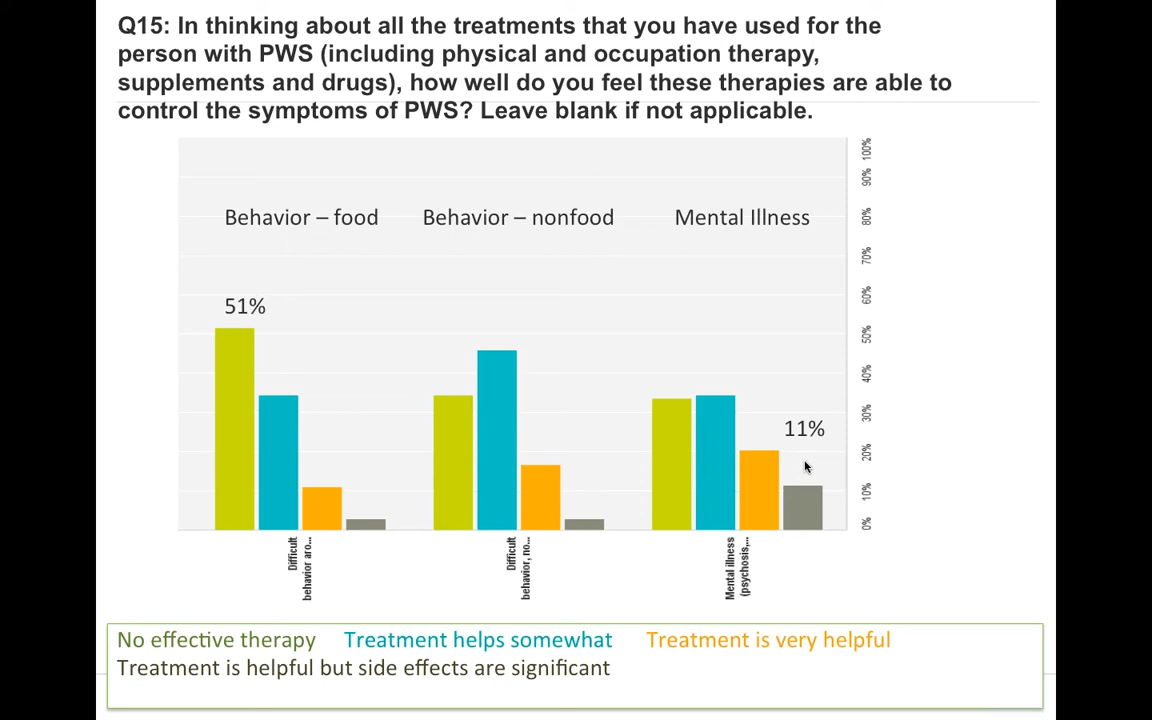 Q15: In thinking about all the treatments that you have used for the
person with PWS (including physical and occupation therapy,
supplements and drugs), how well do you feel these therapies are able to
control the symptoms of PWS? Leave blank if not applicable.
100%
90%
Behavior – food
Behavior – nonfood
Mental Illness
80%
70%
60%
51%
50%
40%
30%
11%
20%
10%
0%
Difficult
behavior aro...
Difficult
behavior, no...
Mental illness
(psychosis,...
No effective therapy Treatment helps somewhat Treatment is very helpful
Treatment is helpful but side effects are significant